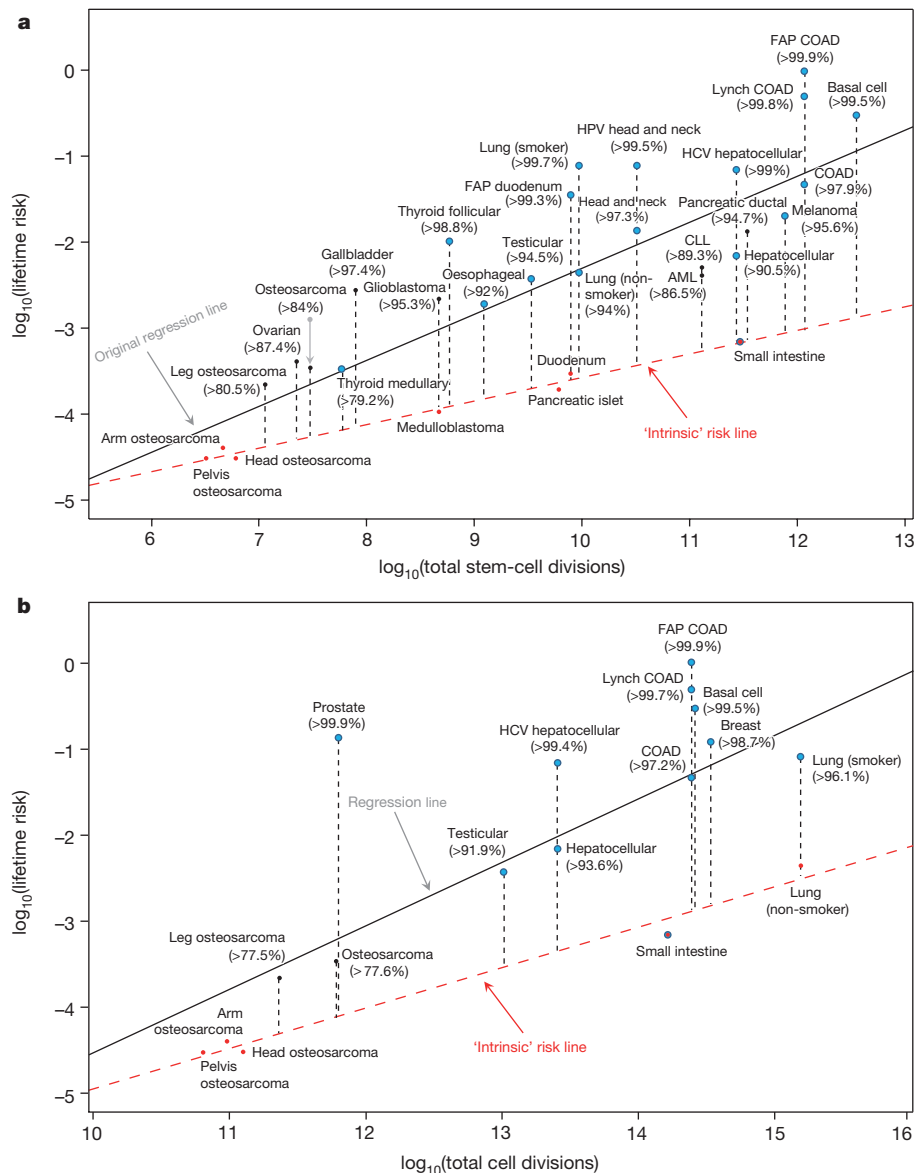 a
FAP COAD
(>99.9%)
Lynch COAD
(>99.8%)
Basal cell
(>99.5%)
HPV head and neck
(>99.5%)
Lung (smoker)
(>99.7%)
HCV hepatocellular
(>99%)
FAP duodenum
(>99.3%)
COAD
(>97.9%)
Head and neck
(>97.3%)
Pancreatic ductal
(>94.7%)
Thyroid follicular
(>98.8%)
Melanoma
(>95.6%)
Testicular
(>94.5%)
CLL
(>89.3%)
Gallbladder
(>97.4%)
Hepatocellular
(>90.5%)
Oesophageal
(>92%)
Glioblastoma
(>95.3%)
Lung (non-
smoker)
(>94%)
AML
(>86.5%)
Osteosarcoma
(>84%)
Ovarian
(>87.4%)
Original regression line
Small intestine
Duodenum
Leg osteosarcoma
(>80.5%)
Thyroid medullary
(>79.2%)
Pancreatic islet
'Intrinsic' risk line
Medulloblastoma
Arm osteosarcoma
Head osteosarcoma
Pelvis
osteosarcoma
0
–1
–2
–3
–4
–5
log10(lifetime risk)
6 7 8 9 10 11 12 13
log10(total stem-cell divisions)
b
FAP COAD
(>99.9%)
Lynch COAD
(>99.7%)
Basal cell
(>99.5%)
Prostate
(>99.9%)
HCV hepatocellular
(>99.4%)
Breast
(>98.7%)
COAD
(>97.2%)
Lung (smoker)
(>96.1%)
Regression line
Testicular
(>91.9%)
Hepatocellular
(>93.6%)
Lung
(non-smoker)
Leg osteosarcoma
(>77.5%)
Osteosarcoma
(>77.6%)
Small intestine
Arm
osteosarcoma
Head osteosarcoma
Pelvis
osteosarcoma
'Intrinsic' risk line
0
–1
–2
–3
–4
–5
log10(lifetime risk)
10 11 12 13 14 15 16
log10(total cell divisions)